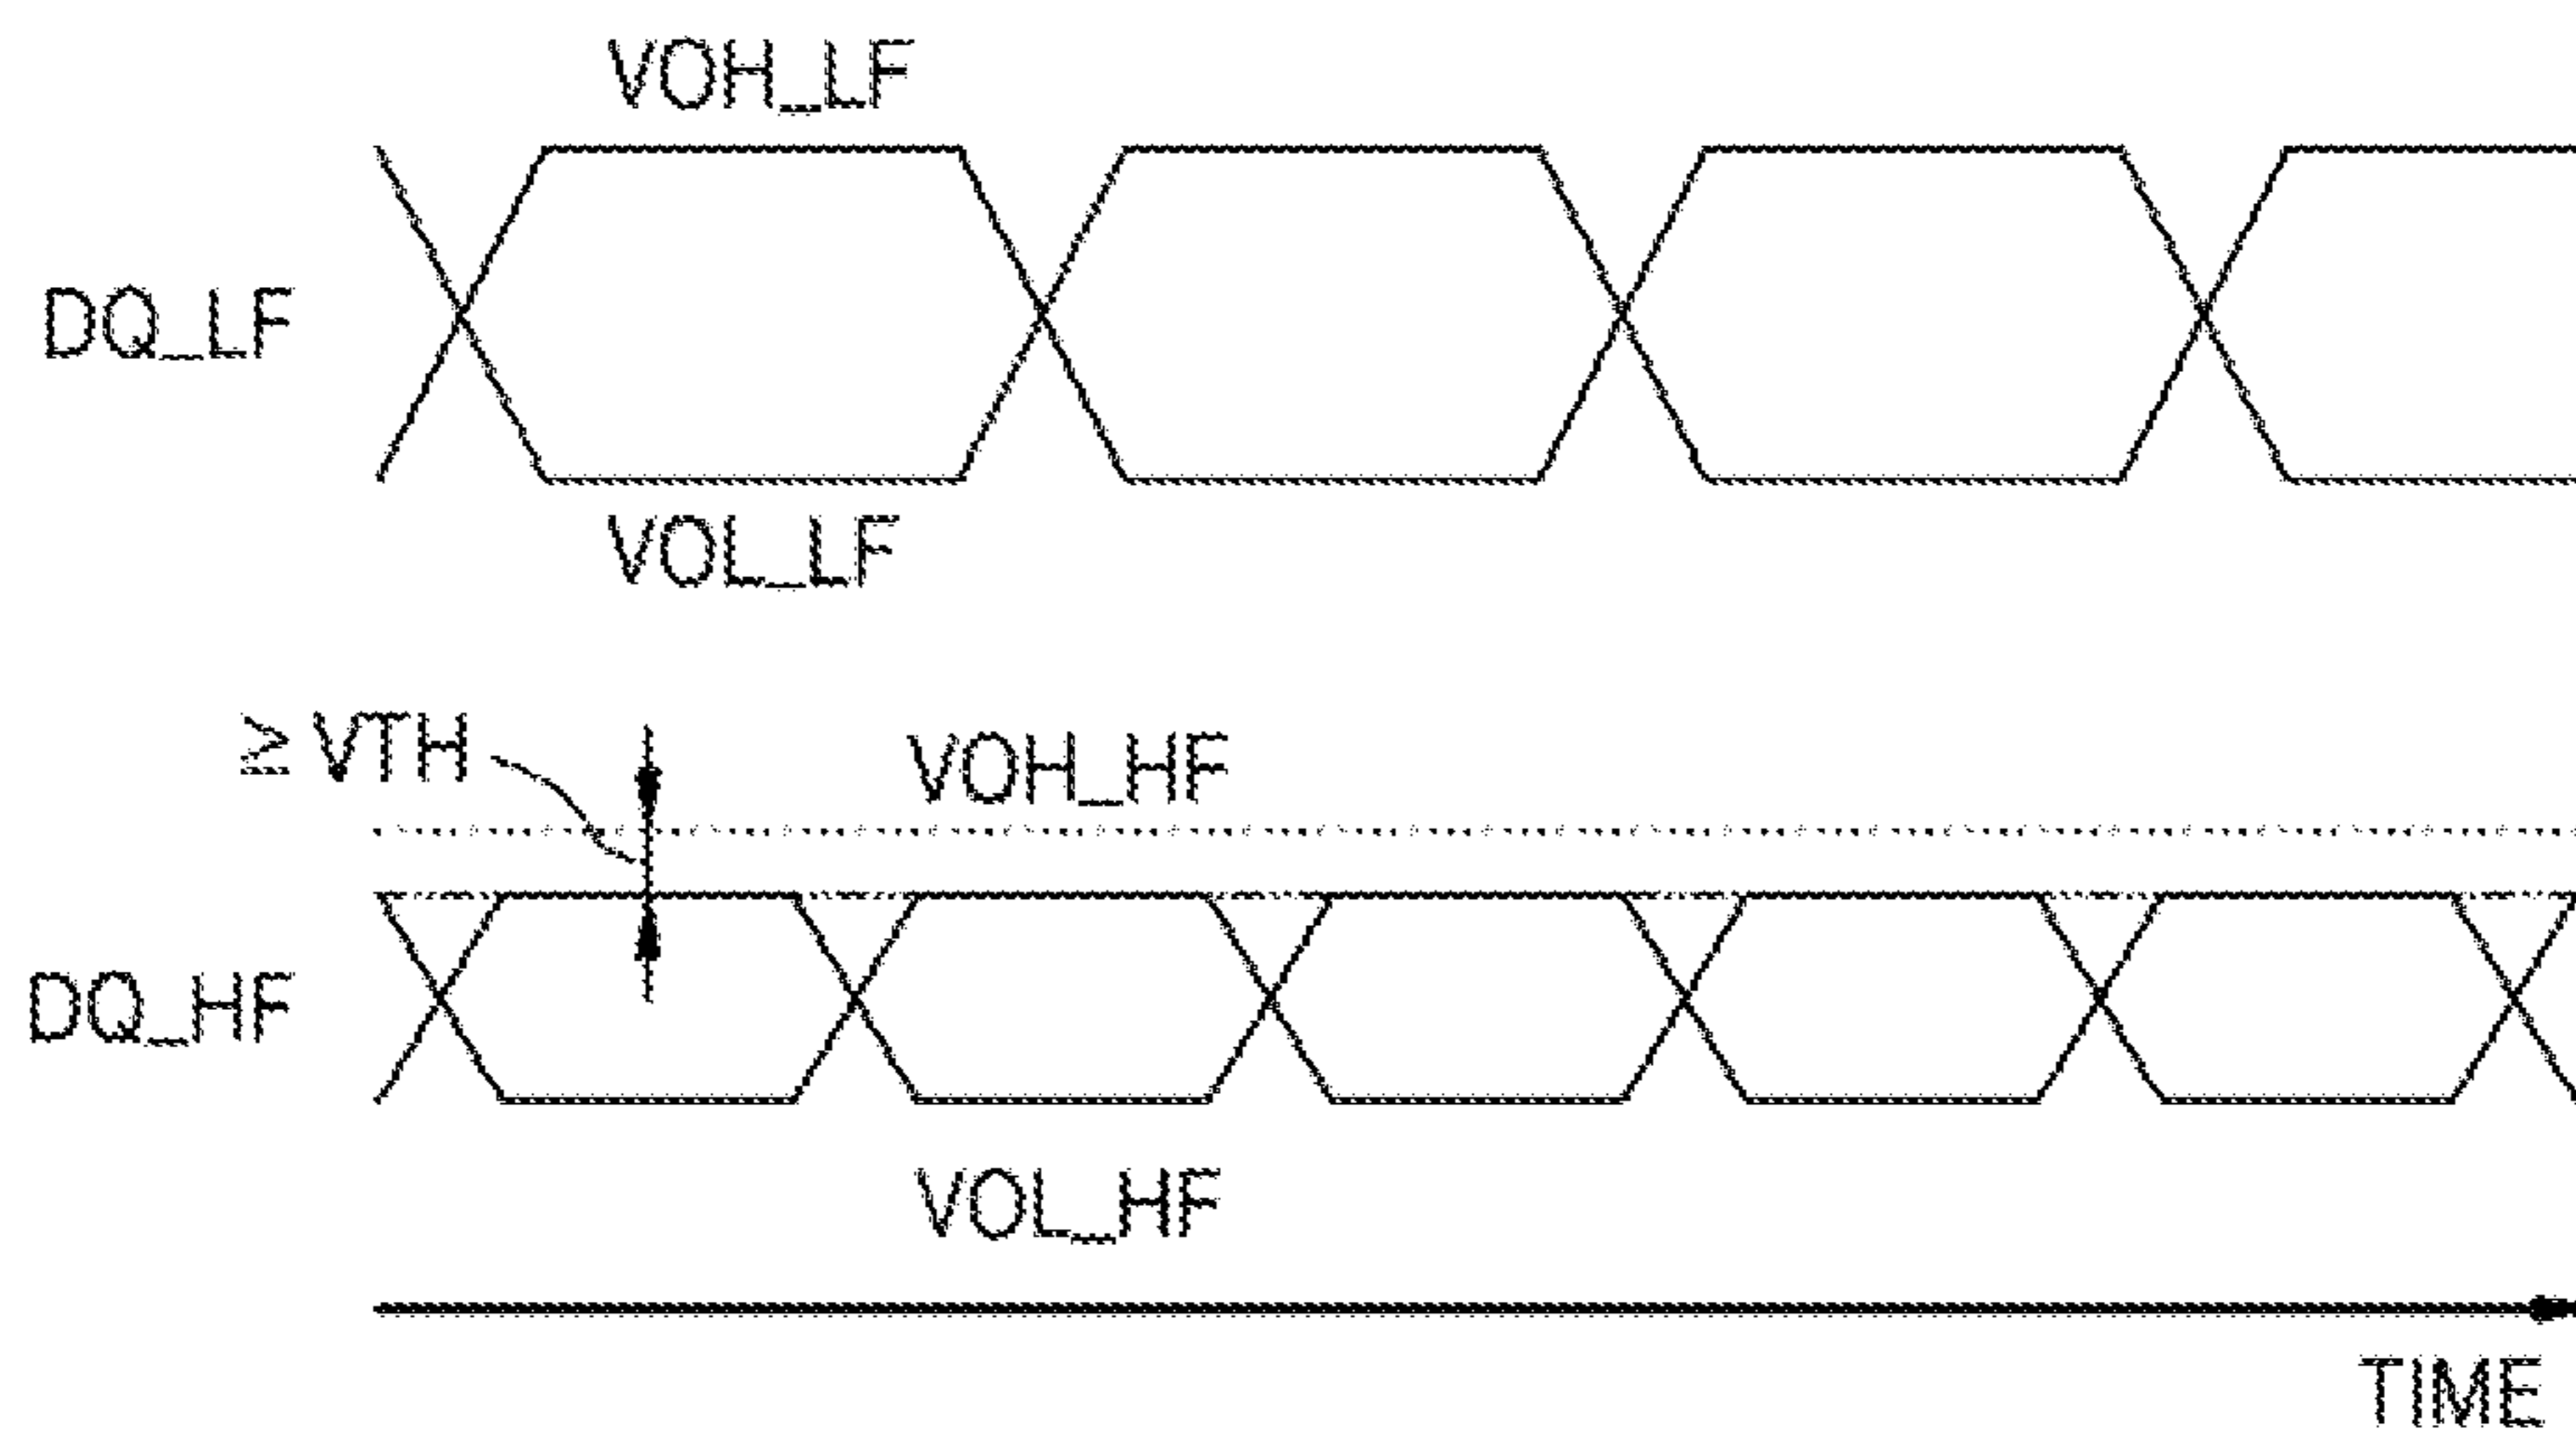 VOH_LF
DQ_LF
VOL_LF
≥ VTH
VOH_HF
DQ_HF
VOL_HF
TIME